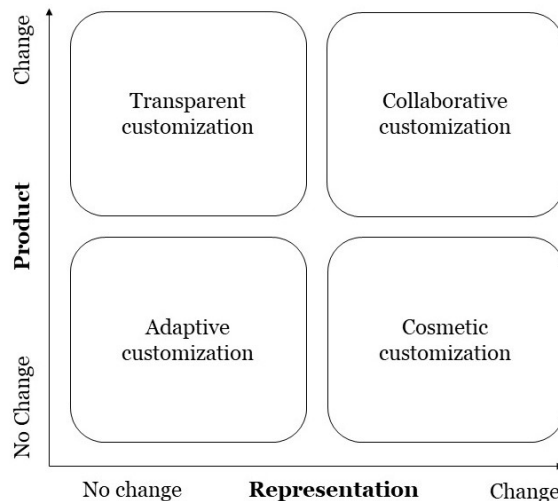 Change
Product
No Change
Transparent
customization
Collaborative
customization
Adaptive
customization
Cosmetic
customization
No change
Representation
Change